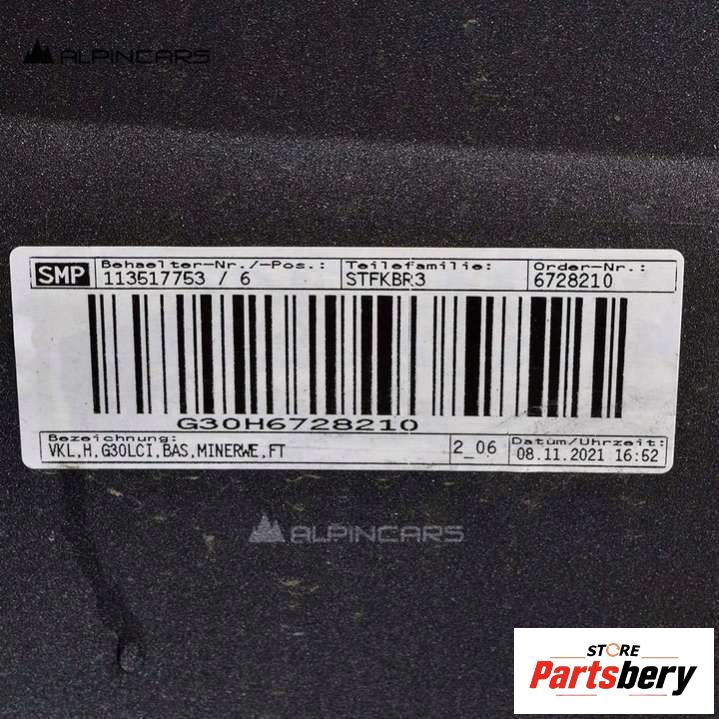 ALPINCARS
SMP Behaelter-Nr./-Pos.: Teilefamilie: Order-Nr.:
113517753 / 6 STFKBR3 6728210
G30H6728210
Bezeichnung: 2_06 Datum/Uhrzeit:
VKL,H,G30LCI,BAS,MINERWE,FT 08.11.2021 16:52
ALPINCARS
STORE
Partsbery